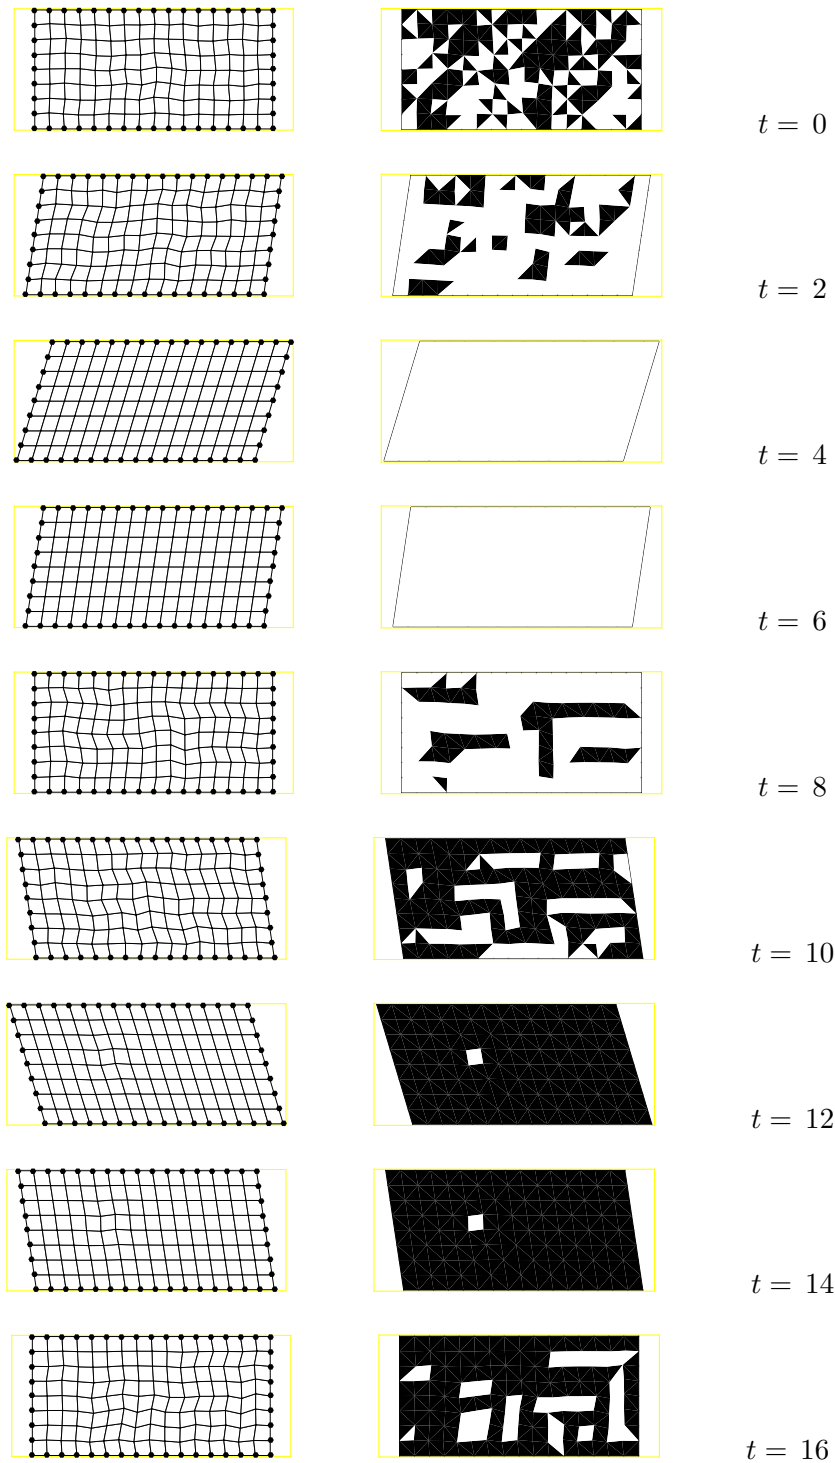 t = 0
t = 2
t = 4
t = 6
t = 8
t = 10
t = 12
t = 14
t = 16